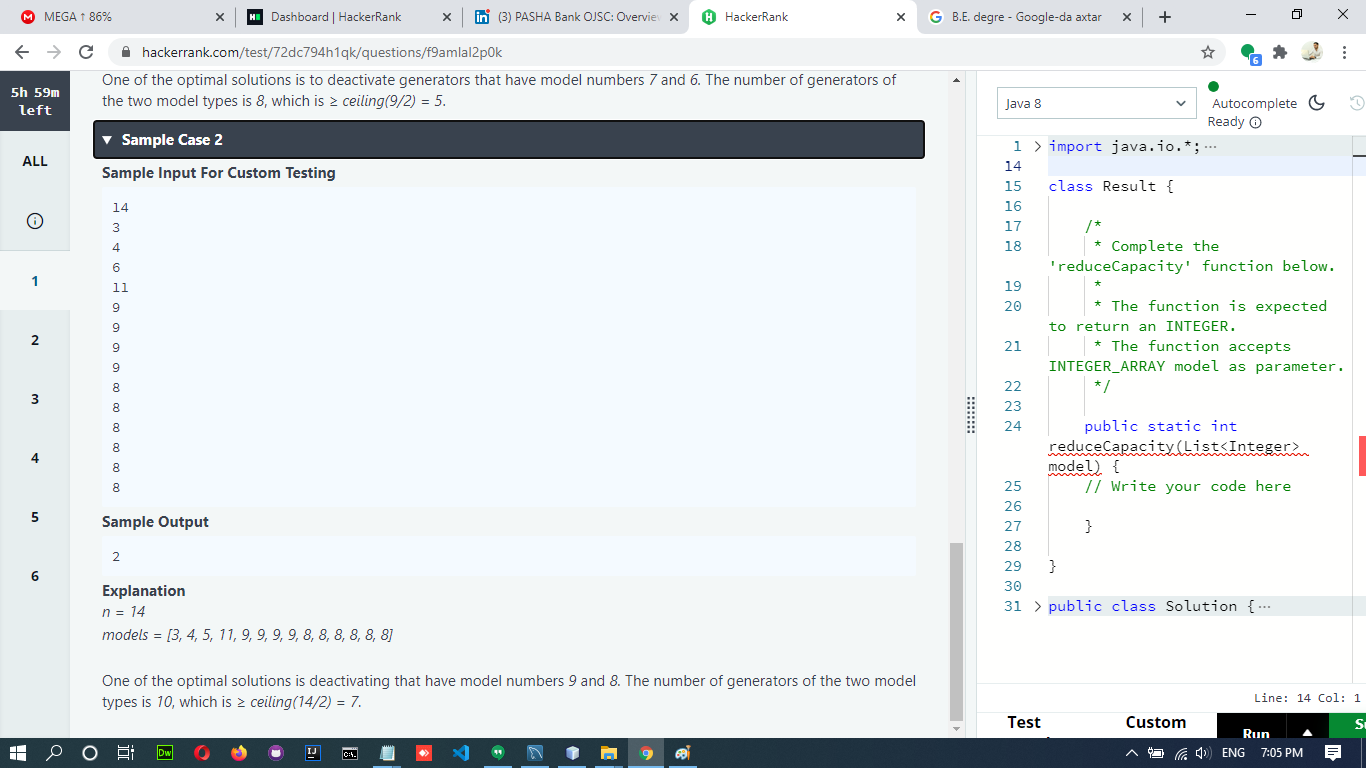 MEGA ↑ 86%
Dashboard | HackerRank
(3) PASHA Bank OJSC: Overvie
HackerRank
B.E. degre - Google-da axtar
hackerrank.com/test/72dc794h1qk/questions/f9amlal2p0k
6
5h 59m
left
ALL
1
2
3
4
5
6
One of the optimal solutions is to deactivate generators that have model numbers 7 and 6. The number of generators of
the two model types is 8, which is ≥ ceiling(9/2) = 5.
Sample Case 2
Sample Input For Custom Testing
14
3
4
6
11
9
9
9
9
8
8
8
8
8
8
Sample Output
2
Explanation
n = 14
models = [3, 4, 5, 11, 9, 9, 9, 9, 8, 8, 8, 8, 8, 8]
One of the optimal solutions is deactivating that have model numbers 9 and 8. The number of generators of the two model
types is 10, which is ≥ ceiling(14/2) = 7.
Java 8
Autocomplete
Ready
1 import java.io.*;···
14
15 class Result {
16
17 /*
18 * Complete the
'reduceCapacity' function below.
19 *
20 * The function is expected
to return an INTEGER.
21 * The function accepts
INTEGER_ARRAY model as parameter.
22 */
23
24 public static int
reduceCapacity(List<Integer>
model) {
25 // Write your code here
26
27 }
28
29 }
30
31 public class Solution {···
Line: 14 Col: 1
Test
Custom
Run
S
Dw
IJ
ENG
7:05 PM